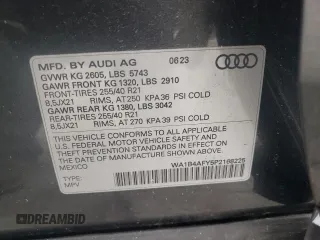 MFD. BY AUDI AG 06 23
GVWR KG 2605, LBS 5743
GAWR FRONT KG 1320, LBS 2910
FRONT-TIRES 255/40 R21
8,5JX21 RIMS, AT 250 KPA 36 PSI COLD
GAWR REAR KG 1380, LBS 3042
REAR-TIRES 255/40 R21
8,5JX21 RIMS, AT 270 KPA 39 PSI COLD
THIS VEHICLE CONFORMS TO ALL APPLICABLE
FEDERAL MOTOR VEHICLE SAFETY AND
THEFT PREVENTION STANDARDS IN EFFECT ON
THE DATE OF MANUFACTURE SHOWN ABOVE.
MEXICO
TYPE: WA1B4AFY5P2198225
MPV
DREAMBID